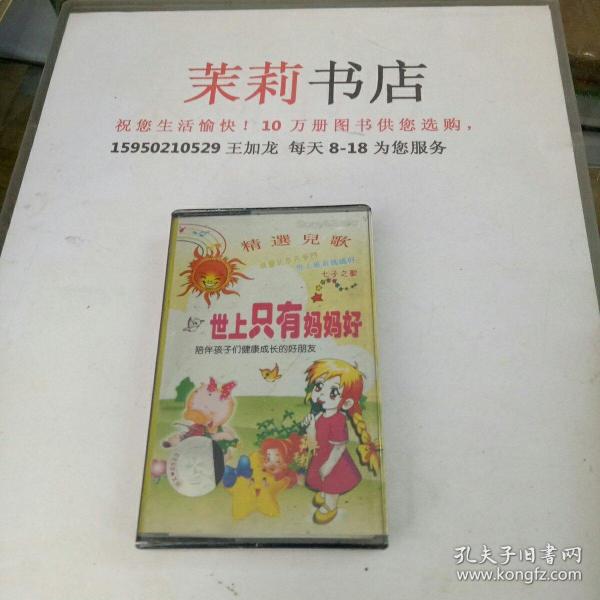 茉莉书店
祝您生活愉快！10 万册图书供您选购，
15950210529 王加龙 每天 8-18 为您服务
精選兒歌
七子之歌
世上只有妈妈好
陪伴孩子们健康成长的好朋友
孔夫子旧书网
www.kongfz.com